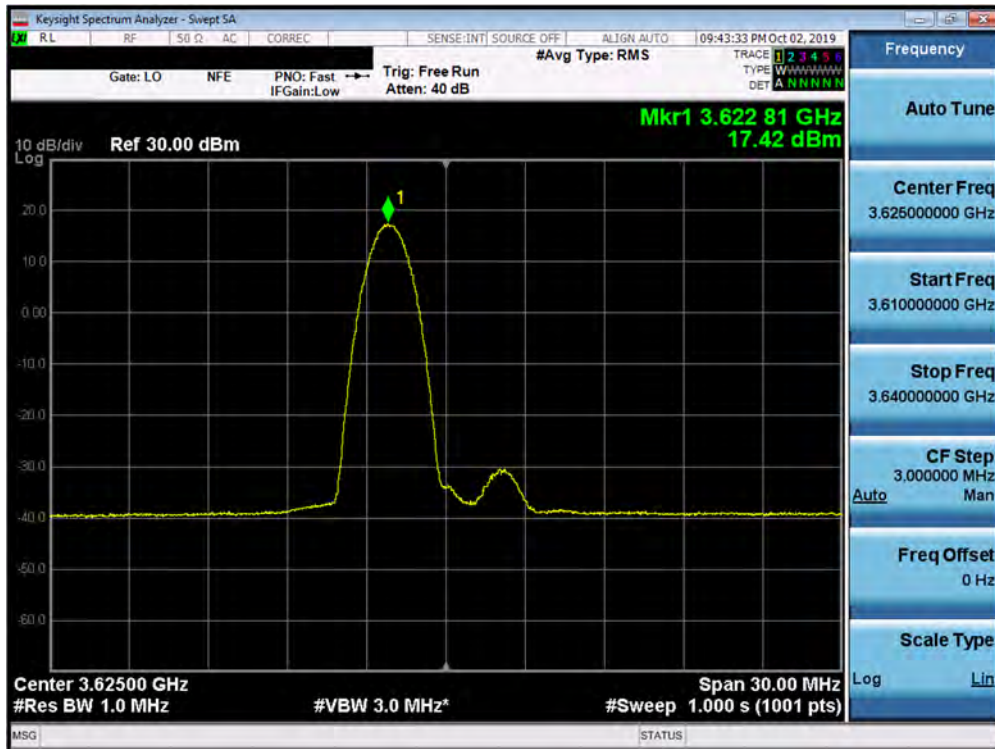 Keysight Spectrum Analyzer - Swept SA
LXI RL RF 50 Ω AC CORREC SENSE:INT SOURCE OFF ALIGN AUTO 09:43:33 PM Oct 02, 2019
Gate: LO NFE PNO: Fast Trig: Free Run #Avg Type: RMS TRACE 1 2 3 4 5 6
IFGain:Low Atten: 40 dB TYPE W W W W W W
DET A N N N N N
Mkr1 3.622 81 GHz
17.42 dBm
10 dB/div Ref 30.00 dBm
Log
1
20.0
10.0
0.00
-10.0
-20.0
-30.0
-40.0
-50.0
-60.0
Center 3.62500 GHz Span 30.00 MHz
#Res BW 1.0 MHz #VBW 3.0 MHz* #Sweep 1.000 s (1001 pts)
MSG STATUS
Frequency
Auto Tune
Center Freq
3.625000000 GHz
Start Freq
3.610000000 GHz
Stop Freq
3.640000000 GHz
CF Step
3.000000 MHz
Auto Man
Freq Offset
0 Hz
Scale Type
Log Lin